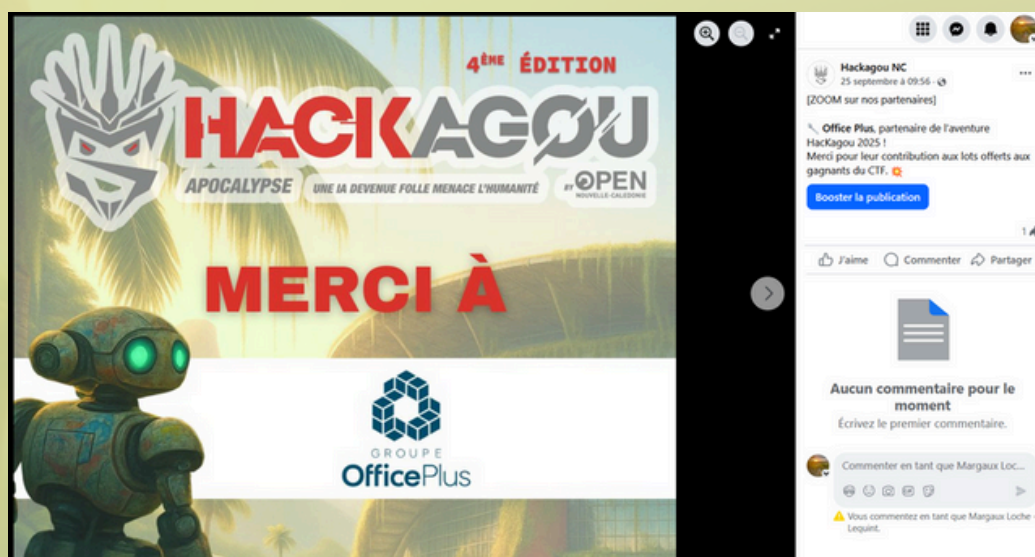 4ÈME ÉDITION
HACKAGOU
APOCALYPSE UNE IA DEVENUE FOLLE MENACE L'HUMANITÉ BY OPEN
NOUVELLE-CALEDONIE
MERCI À
GROUPE
OfficePlus
Hackagou NC
25 septembre à 09:56
[ZOOM sur nos partenaires]
Office Plus, partenaire de l'aventure
HacKagou 2025 !
Merci pour leur contribution aux lots offerts aux
gagnants du CTF.
Booster la publication
1
J'aime Commenter Partager
Aucun commentaire pour le
moment
Écrivez le premier commentaire.
Commenter en tant que Margaux Loc...
Vous commentez en tant que Margaux Loche
Lequint.